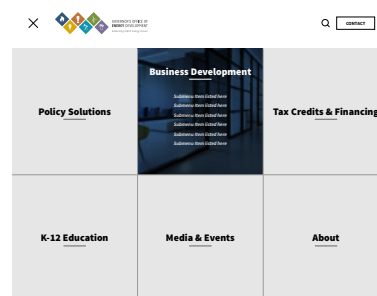 GOVERNOR'S OFFICE OF
ENERGY DEVELOPMENT
CONTACT
Policy Solutions
Business Development
Submenu Item listed here
Submenu Item listed here
Submenu Item listed here
Submenu Item listed here
Submenu Item listed here
Submenu Item listed here
Tax Credits & Financing
K-12 Education
Media & Events
About